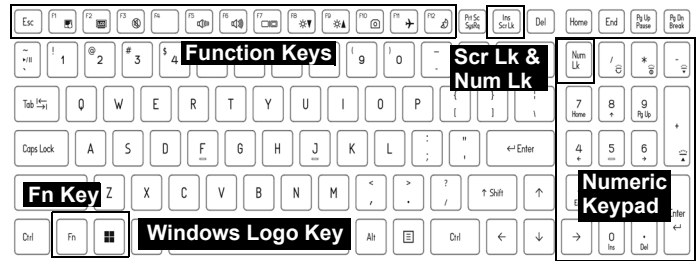 Esc F1 F2 F3 F4 F5 F6 F7 F8 F9 F10 F11 F12 Prt Sc SysRq Ins Scr Lk Del Home End Pg Up Pause Pg Dn Break
Function Keys
Scr Lk &
Num Lk
~ ! 1 @ 2 # 3 $ 4 ( 9 ) 0 Num Lk / * -
Tab Q W E R T Y U I O P { [ } ] 7 Home 8 9 Pg Up +
Caps Lock A S D F G H J K L : ; " ' Enter 4 5 6
Fn Key
Z X C V B N M < , > . ? / Shift
Numeric
Keypad
Ctrl Fn
Windows Logo Key
Alt Ctrl 0 Ins . Del Enter